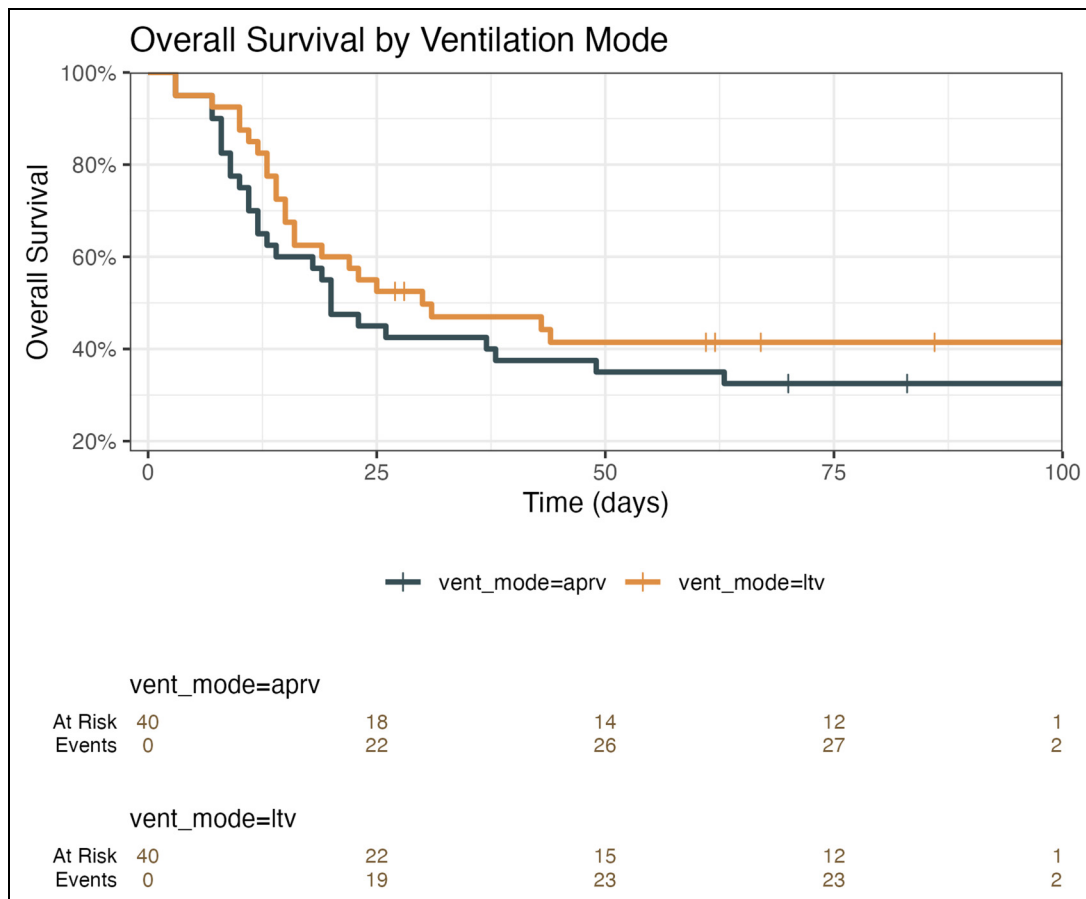 Overall Survival by Ventilation Mode
100%
80%
60%
40%
20%
Overall Survival
0 25 50 75 100
Time (days)
vent_mode=aprv vent_mode=ltv
vent_mode=aprv
At Risk 40 18 14 12 1
Events 0 22 26 27 2
vent_mode=ltv
At Risk 40 22 15 12 1
Events 0 19 23 23 2